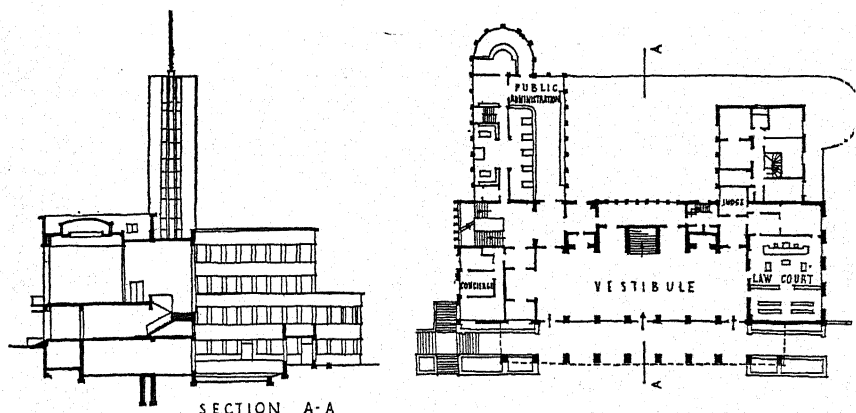 A
PUBLIC
ADMINISTRATION
JUDGE
CONCIERGE
VESTIBULE
LAW COURT
A
SECTION A-A